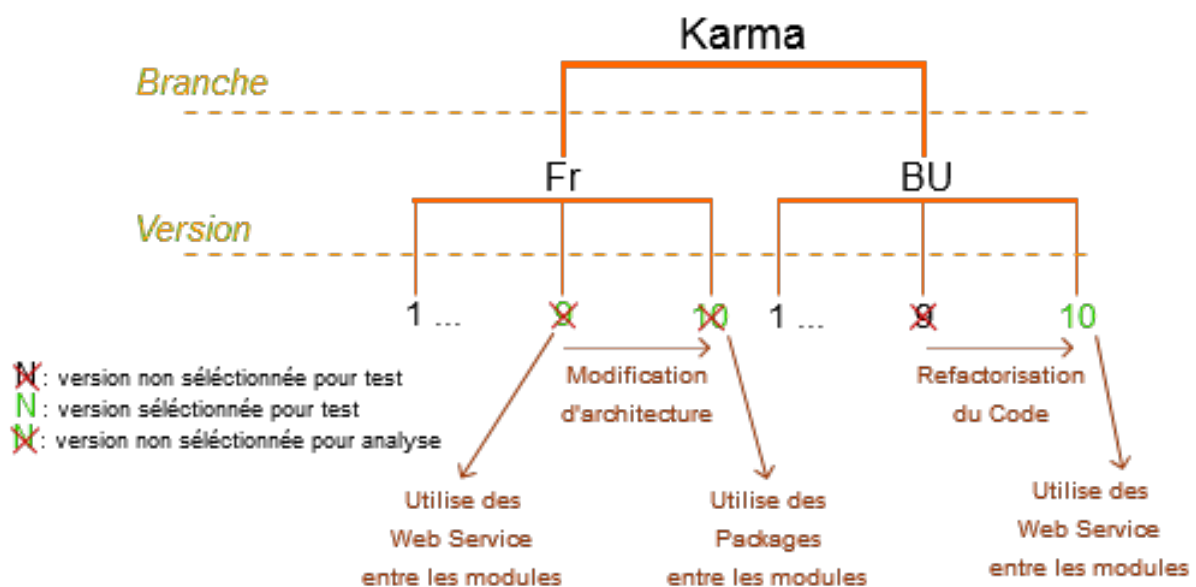 Karma
Branche
Fr
BU
Version
1 ...
9
10
1 ...
9
10
N : version non séléctionnée pour test
N : version séléctionnée pour test
N : version non séléctionnée pour analyse
Modification
d'architecture
Refactorisation
du Code
Utilise des
Web Service
entre les modules
Utilise des
Packages
entre les modules
Utilise des
Web Service
entre les modules